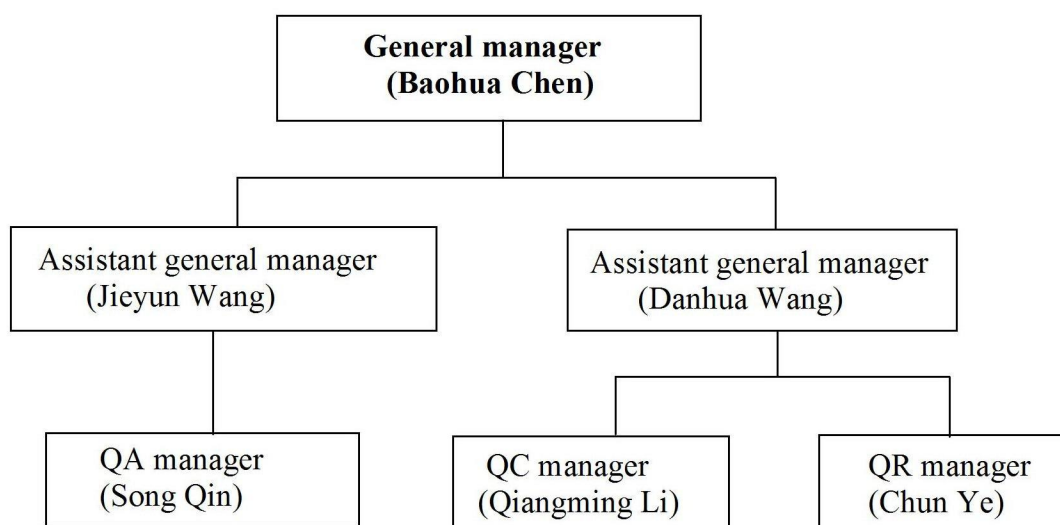 General manager
(Baohua Chen)
Assistant general manager
(Jieyun Wang)
Assistant general manager
(Danhua Wang)
QA manager
(Song Qin)
QC manager
(Qiangming Li)
QR manager
(Chun Ye)